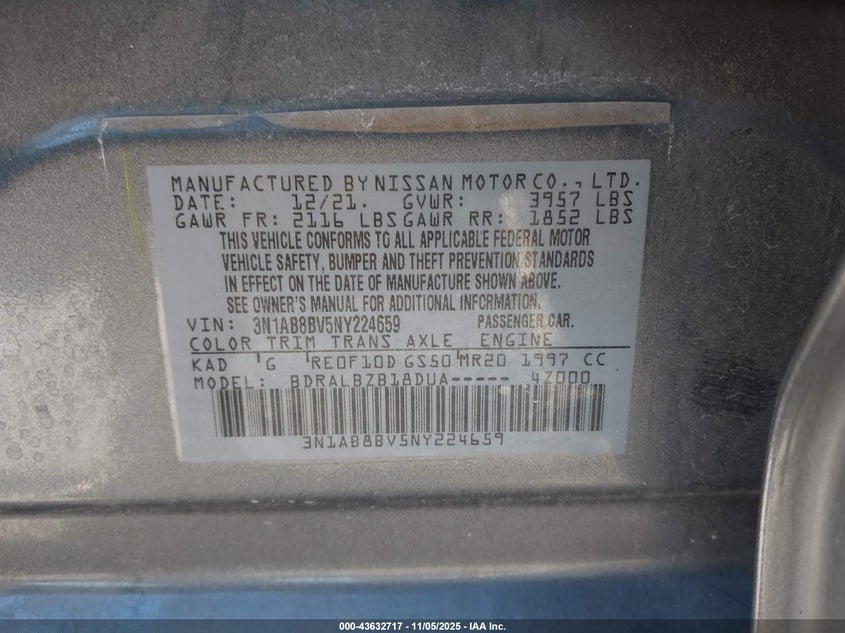 MANUFACTURED BY NISSAN MOTOR CO., LTD.
DATE: 12/21. GVWR: 3957 LBS
GAWR FR: 2116 LBS GAWR RR: 1852 LBS
THIS VEHICLE CONFORMS TO ALL APPLICABLE FEDERAL MOTOR
VEHICLE SAFETY, BUMPER AND THEFT PREVENTION STANDARDS
IN EFFECT ON THE DATE OF MANUFACTURE SHOWN ABOVE.
SEE OWNER'S MANUAL FOR ADDITIONAL INFORMATION.
VIN: 3N1AB8BV5NY224659 PASSENGER CAR.
COLOR TRIM TRANS AXLE ENGINE
KAD 'G 'RE0F10D GS50'MR20 1997 CC
MODEL: BDRALBZB18DUA----- 4Z000
3N1AB8BV5NY224659
000-43632717 - 11/05/2025 - IAA Inc.